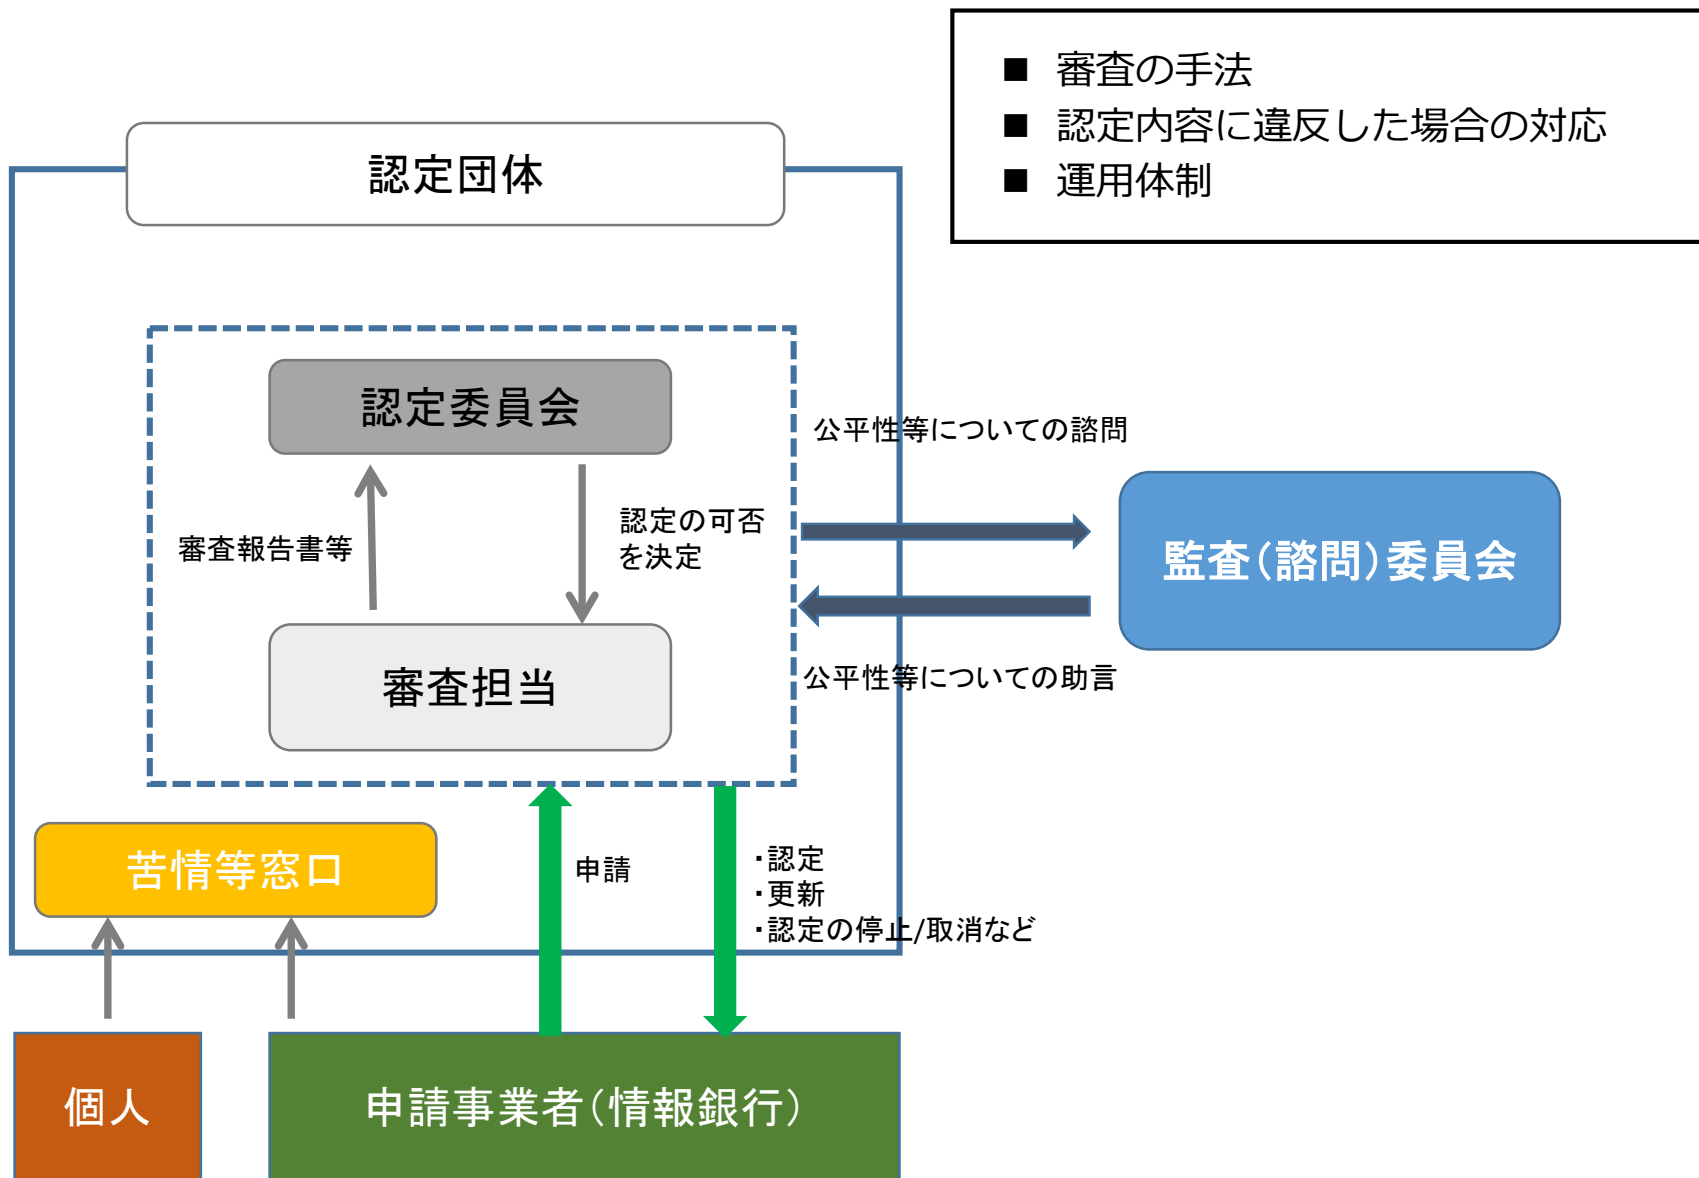 ■ 審査の手法
■ 認定内容に違反した場合の対応
■ 運用体制
認定団体
認定委員会
公平性等についての諮問
審査報告書等
認定の可否
を決定
監査(諮問)委員会
審査担当
公平性等についての助言
苦情等窓口
申請
・認定
・更新
・認定の停止/取消など
個人
申請事業者(情報銀行)